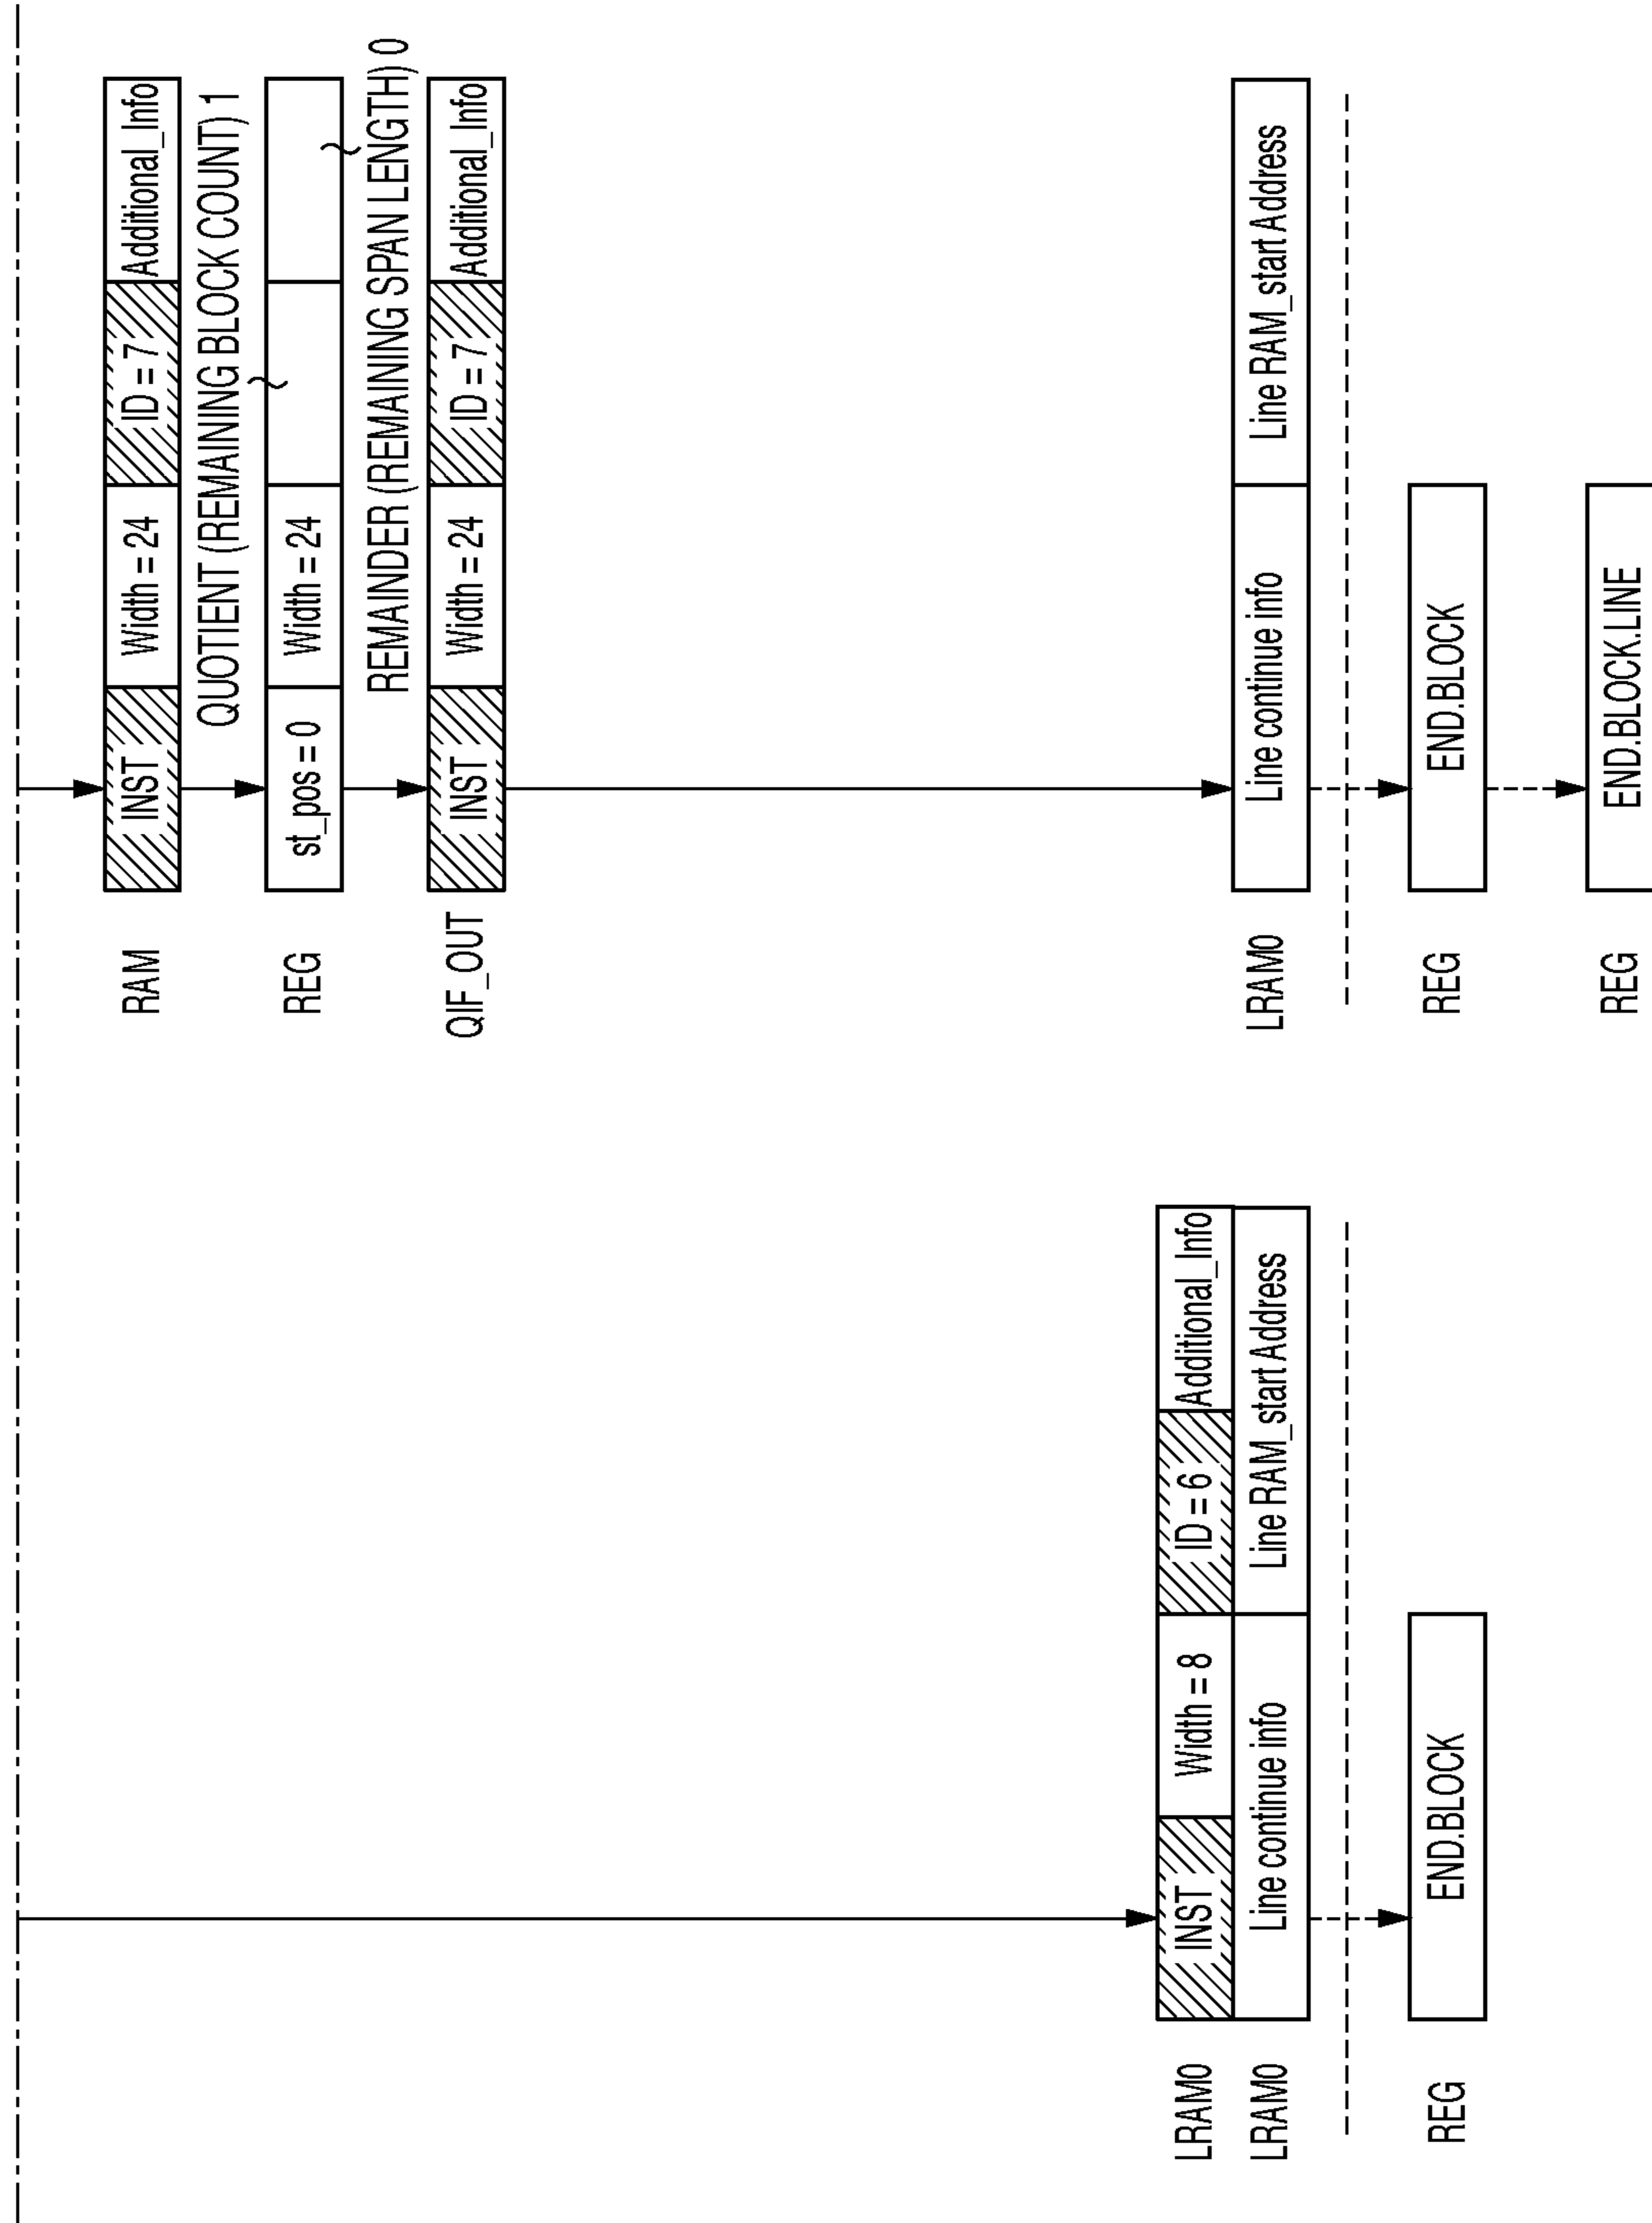 LRAM0 INST Width = 8 ID = 6 Additional_Info
LRAM0 Line continue info Line RAM_start Address
REG END.BLOCK
RAM INST Width = 24 ID = 7 Additional_Info
QUOTIENT (REMAINING BLOCK COUNT) 1
REG st_pos = 0 Width = 24
REMAINDER (REMAINING SPAN LENGTH) 0
QIF_OUT INST Width = 24 ID = 7 Additional_Info
LRAM0 Line continue info Line RAM_start Address
REG END.BLOCK
REG END.BLOCK.LINE